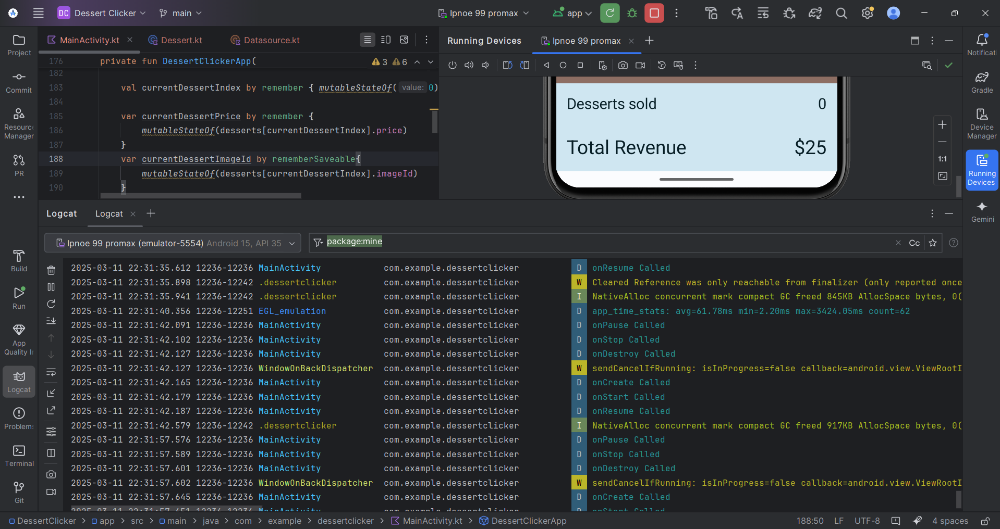 DC Dessert Clicker main Ipnoe 99 promax app
Project
Commit
Resource
Manager
PR
Build
Run
App
Quality I
Logcat
Problems
Terminal
Git
MainActivity.kt Dessert.kt Datasource.kt
176 private fun DessertClickerApp( 3 6
182
183 val currentDessertIndex by remember { mutableStateOf( value: 0)
184
185 var currentDessertPrice by remember {
186 mutableStateOf(desserts[currentDessertIndex].price)
187 }
188 var currentDessertImageId by rememberSaveable{
189 mutableStateOf(desserts[currentDessertIndex].imageId)
190 }
Running Devices Ipnoe 99 promax
Desserts sold 0
Total Revenue $25
1:1
Notificat
Gradle
Device
Manager
Running
Devices
Gemini
Logcat Logcat
Ipnoe 99 promax (emulator-5554) Android 15, API 35 package:mine Cc
2025-03-11 22:31:35.612 12236-12236 MainActivity com.example.dessertclicker D onResume Called
2025-03-11 22:31:35.898 12236-12242 .dessertclicker com.example.dessertclicker W Cleared Reference was only reachable from finalizer (only reported once
2025-03-11 22:31:35.941 12236-12242 .dessertclicker com.example.dessertclicker I NativeAlloc concurrent mark compact GC freed 845KB AllocSpace bytes, 0(
2025-03-11 22:31:40.356 12236-12251 EGL_emulation com.example.dessertclicker D app_time_stats: avg=61.78ms min=2.20ms max=3424.05ms count=62
2025-03-11 22:31:42.091 12236-12236 MainActivity com.example.dessertclicker D onPause Called
2025-03-11 22:31:42.102 12236-12236 MainActivity com.example.dessertclicker D onStop Called
2025-03-11 22:31:42.127 12236-12236 MainActivity com.example.dessertclicker D onDestroy Called
2025-03-11 22:31:42.127 12236-12236 WindowOnBackDispatcher com.example.dessertclicker W sendCancelIfRunning: isInProgress=false callback=android.view.ViewRootI
2025-03-11 22:31:42.165 12236-12236 MainActivity com.example.dessertclicker D onCreate Called
2025-03-11 22:31:42.179 12236-12236 MainActivity com.example.dessertclicker D onStart Called
2025-03-11 22:31:42.187 12236-12236 MainActivity com.example.dessertclicker D onResume Called
2025-03-11 22:31:42.579 12236-12242 .dessertclicker com.example.dessertclicker I NativeAlloc concurrent mark compact GC freed 917KB AllocSpace bytes, 0(
2025-03-11 22:31:57.576 12236-12236 MainActivity com.example.dessertclicker D onPause Called
2025-03-11 22:31:57.589 12236-12236 MainActivity com.example.dessertclicker D onStop Called
2025-03-11 22:31:57.601 12236-12236 MainActivity com.example.dessertclicker D onDestroy Called
2025-03-11 22:31:57.602 12236-12236 WindowOnBackDispatcher com.example.dessertclicker W sendCancelIfRunning: isInProgress=false callback=android.view.ViewRootI
2025-03-11 22:31:57.645 12236-12236 MainActivity com.example.dessertclicker D onCreate Called
2025-03-11 22:31:57.651 12236-12236 MainActivity com.example.dessertclicker D onStart Called
DessertClicker > app > src > main > java > com > example > dessertclicker > MainActivity.kt > DessertClickerApp 188:50 LF UTF-8 4 spaces